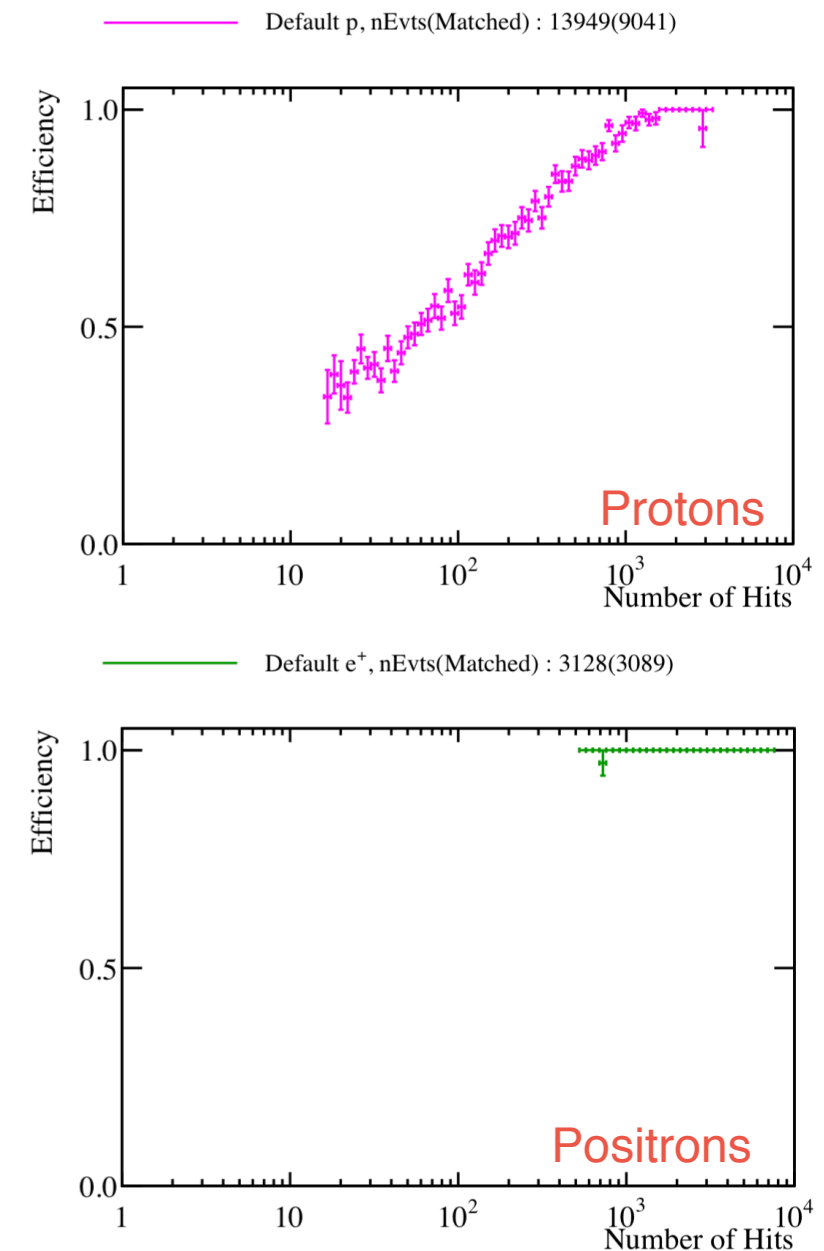 Default p, nEvts(Matched) : 13949(9041)
Efficiency
1.0
0.5
0.0
Protons
1 10 10² 10³ 10⁴
Number of Hits
Default e⁺, nEvts(Matched) : 3128(3089)
Efficiency
1.0
0.5
0.0
Positrons
1 10 10² 10³ 10⁴
Number of Hits